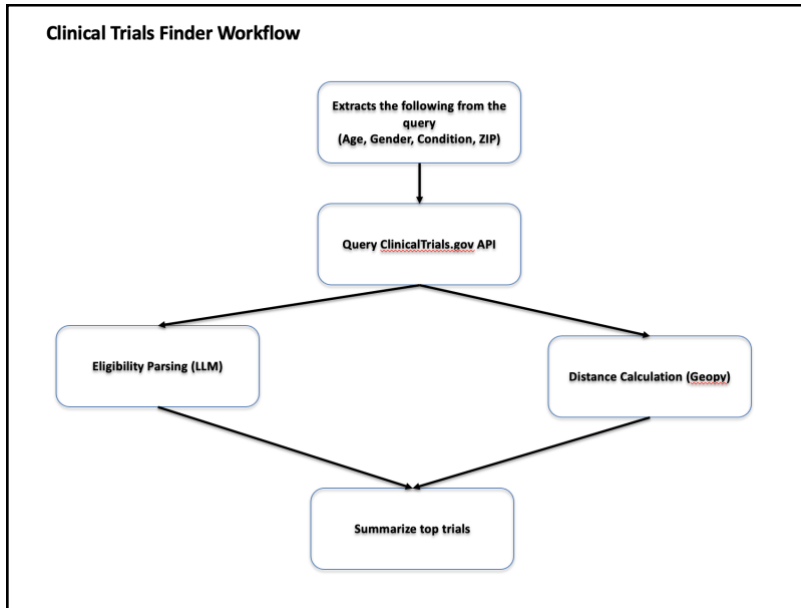 Clinical Trials Finder Workflow
Extracts the following from the
query
(Age, Gender, Condition, ZIP)
Query ClinicalTrials.gov API
Eligibility Parsing (LLM)
Distance Calculation (Geopy)
Summarize top trials